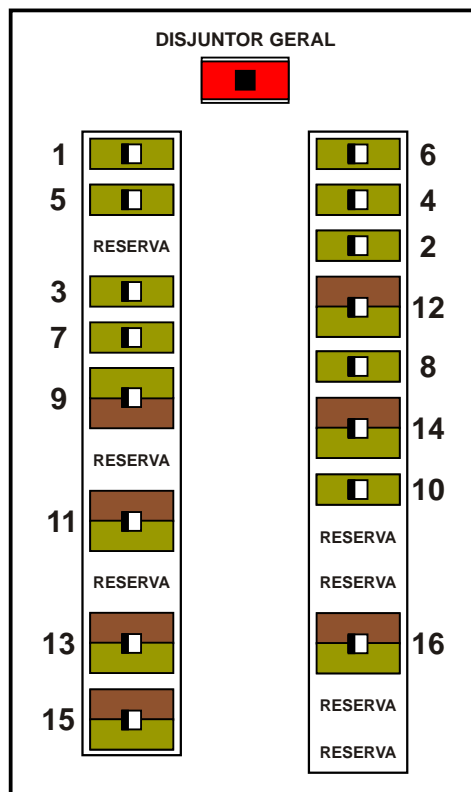 DISJUNTOR GERAL
1
5
RESERVA
3
7
9
RESERVA
11
RESERVA
13
15
6
4
2
12
8
14
10
RESERVA
RESERVA
16
RESERVA
RESERVA